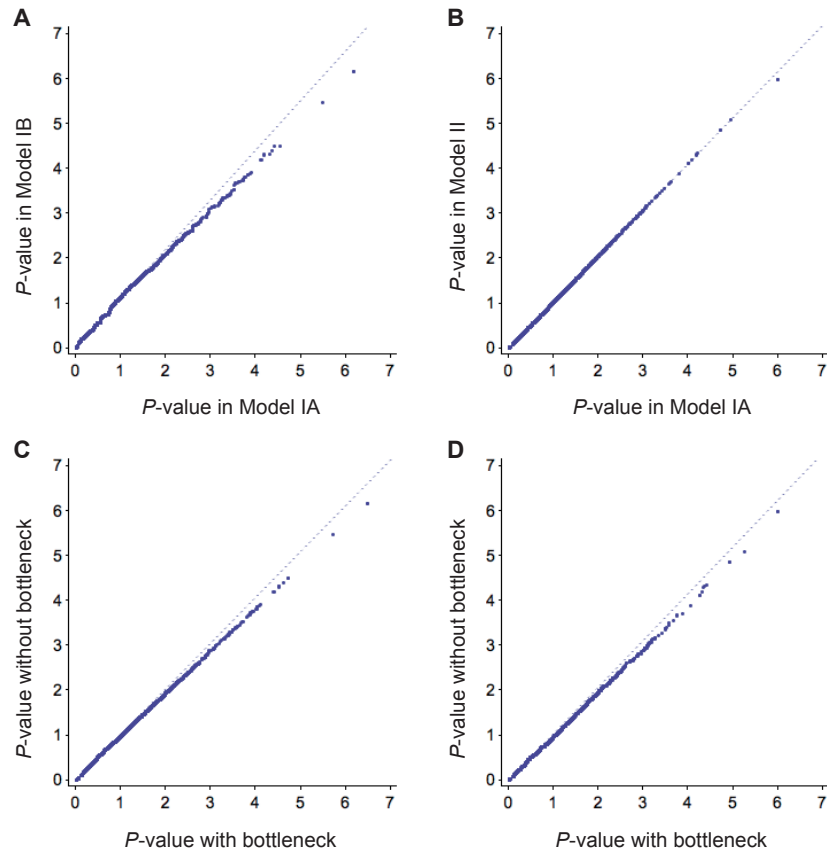 A
7
6
5
4
3
2
1
0
0 1 2 3 4 5 6 7
P-value in Model IB
P-value in Model IA
B
7
6
5
4
3
2
1
0
0 1 2 3 4 5 6 7
P-value in Model II
P-value in Model IA
C
7
6
5
4
3
2
1
0
0 1 2 3 4 5 6 7
P-value without bottleneck
P-value with bottleneck
D
7
6
5
4
3
2
1
0
0 1 2 3 4 5 6 7
P-value without bottleneck
P-value with bottleneck